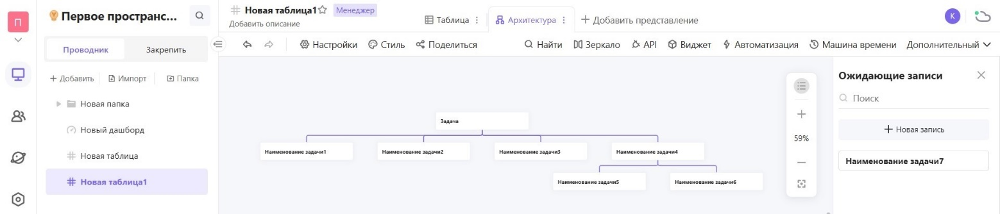 П
Первое пространс...
Проводник
Закрепить
Добавить
Импорт
Папка
Новая папка
Новый дашборд
Новая таблица
Новая таблица1
Новая таблица1
Менеджер
Добавить описание
Таблица
Архитектура
Добавить представление
К
Настройки
Стиль
Поделиться
Найти
Зеркало
API
Виджет
Автоматизация
Машина времени
Дополнительный
Задача
Наименование задачи1
Наименование задачи2
Наименование задачи3
Наименование задачи4
Наименование задачи5
Наименование задачи6
59%
Ожидающие записи
Поиск
Новая запись
Наименование задачи7